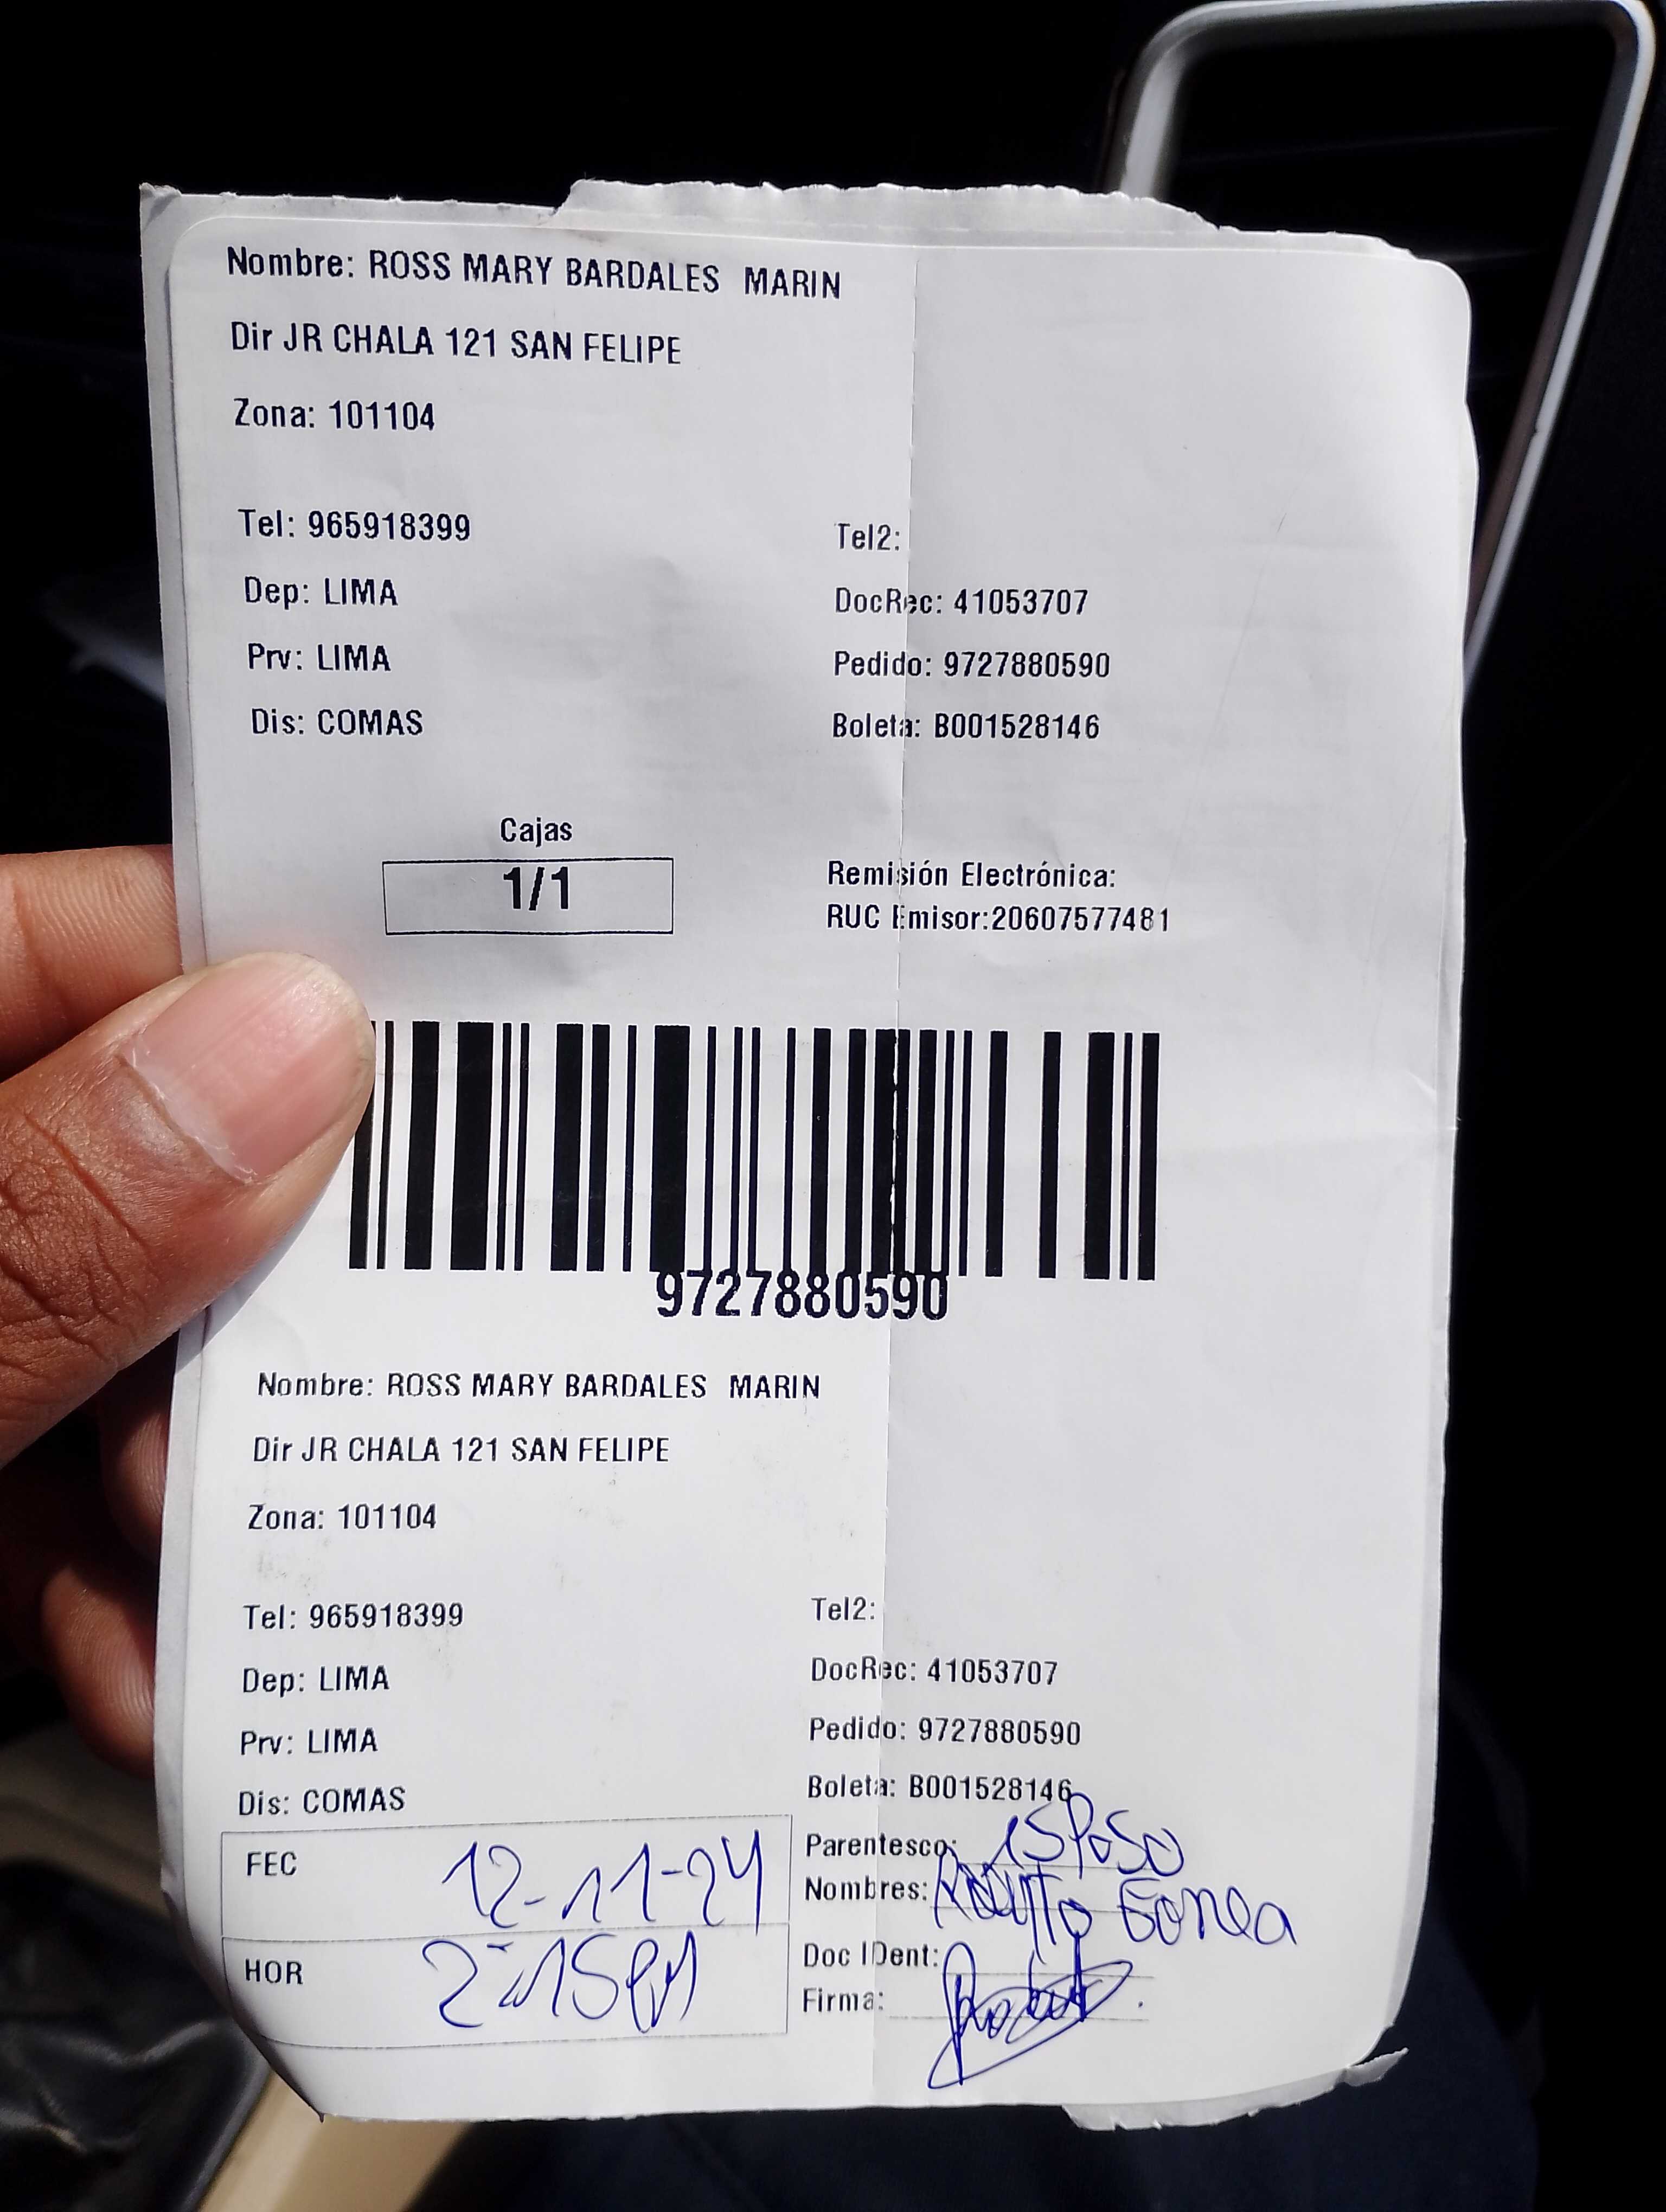 Nombre: ROSS MARY BARDALES MARIN
Dir JR CHALA 121 SAN FELIPE
Zona: 101104
Tel: 965918399 Tel2:
Dep: LIMA DocRec: 41053707
Prv: LIMA Pedido: 9727880590
Dis: COMAS Boleta: B001528146
Cajas
1/1
Remisión Electrónica:
RUC Emisor:20607577481
9727880590
Nombre: ROSS MARY BARDALES MARIN
Dir JR CHALA 121 SAN FELIPE
Zona: 101104
Tel: 965918399 Tel2:
Dep: LIMA DocRec: 41053707
Prv: LIMA Pedido: 9727880590
Dis: COMAS Boleta: B001528146
FEC 12-11-24 Parentesco: esposo
Nombres:
HOR Doc IDent:
Firma: